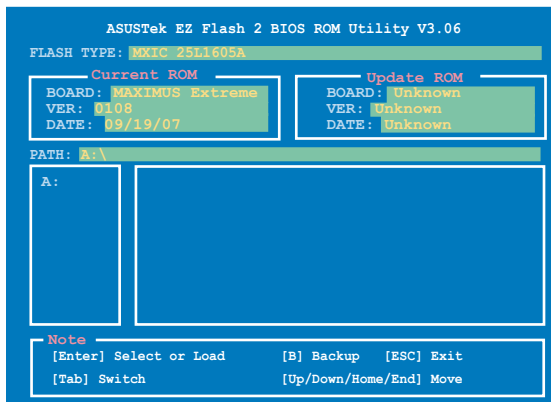 ASUSTek EZ Flash 2 BIOS ROM Utility V3.06
FLASH TYPE: MXIC 25L1605A
Current ROM
BOARD: MAXIMUS Extreme
VER: 0108
DATE: 09/19/07
Update ROM
BOARD: Unknown
VER: Unknown
DATE: Unknown
PATH: A:\
A:
Note
[Enter] Select or Load [B] Backup [ESC] Exit
[Tab] Switch [Up/Down/Home/End] Move